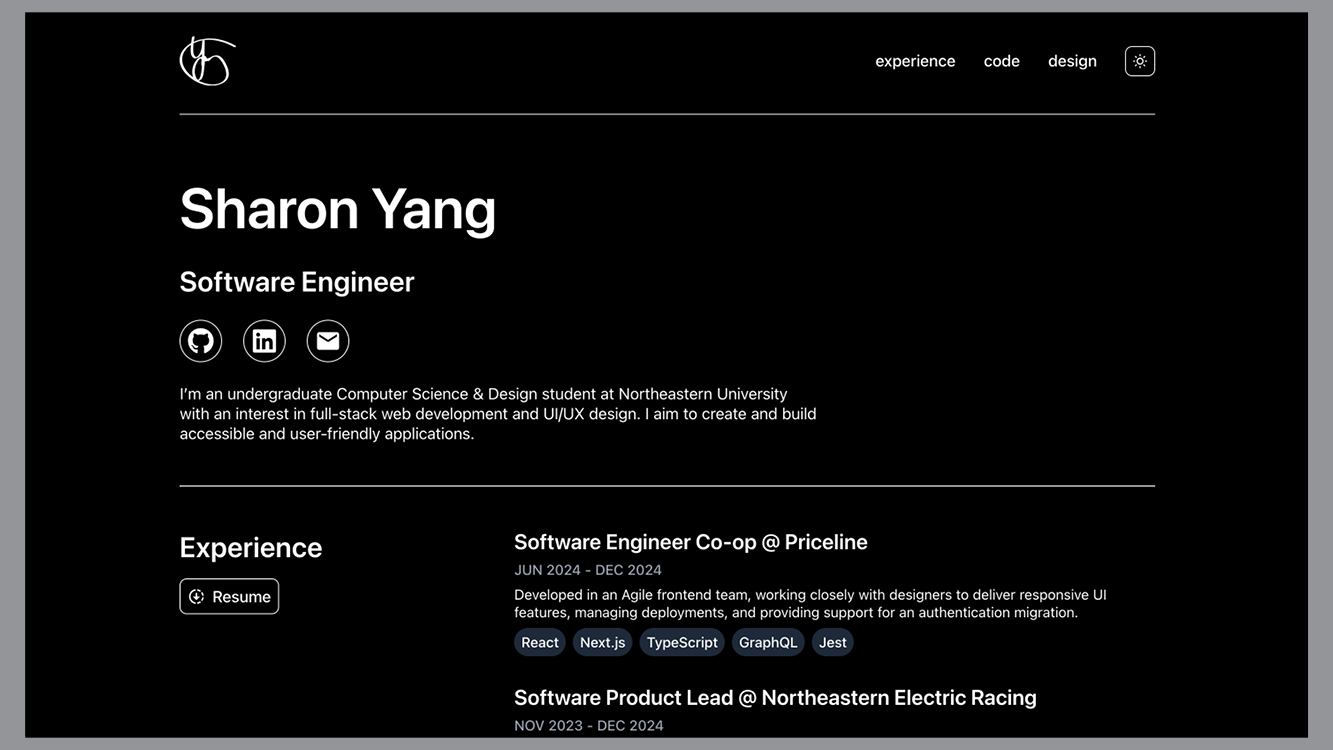 experience code design
Sharon Yang
Software Engineer
in
I’m an undergraduate Computer Science & Design student at Northeastern University
with an interest in full-stack web development and UI/UX design. I aim to create and build
accessible and user-friendly applications.
Experience
Resume
Software Engineer Co-op @ Priceline
JUN 2024 - DEC 2024
Developed in an Agile frontend team, working closely with designers to deliver responsive UI
features, managing deployments, and providing support for an authentication migration.
React Next.js TypeScript GraphQL Jest
Software Product Lead @ Northeastern Electric Racing
NOV 2023 - DEC 2024